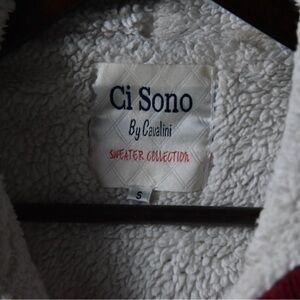 Ci Sono
By Cavalini
SWEATER COLLECTION
S